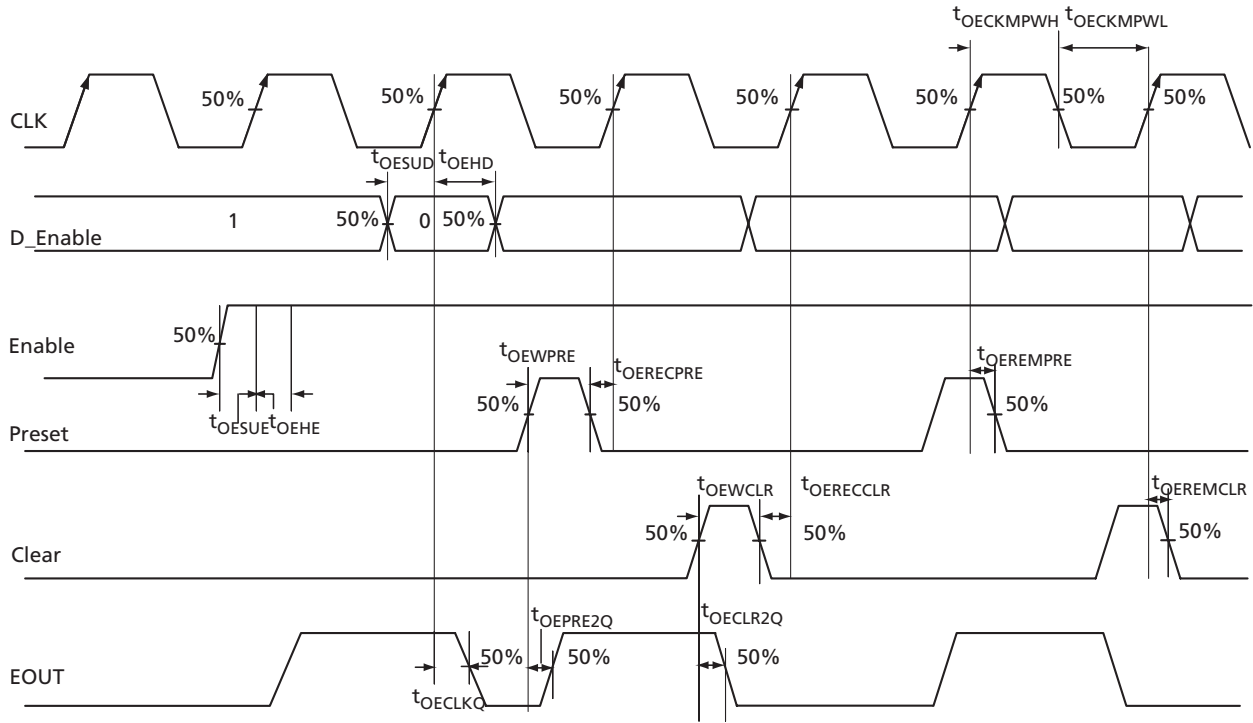 tOECKMPWH tOECKMPWL
50% 50% 50% 50% 50% 50% 50%
CLK
tOESUD tOEHD
1 50% 0 50%
D_Enable
50%
Enable
tOEWPRE tOERECPRE tOEREMPRE
50% 50% 50%
tOESUE tOEHE
Preset
tOEWCLR tOERECCLR tOEREMCLR
50% 50% 50%
Clear
tOEPRE2Q tOECLR2Q
50% 50% 50%
EOUT
tOECLKQ